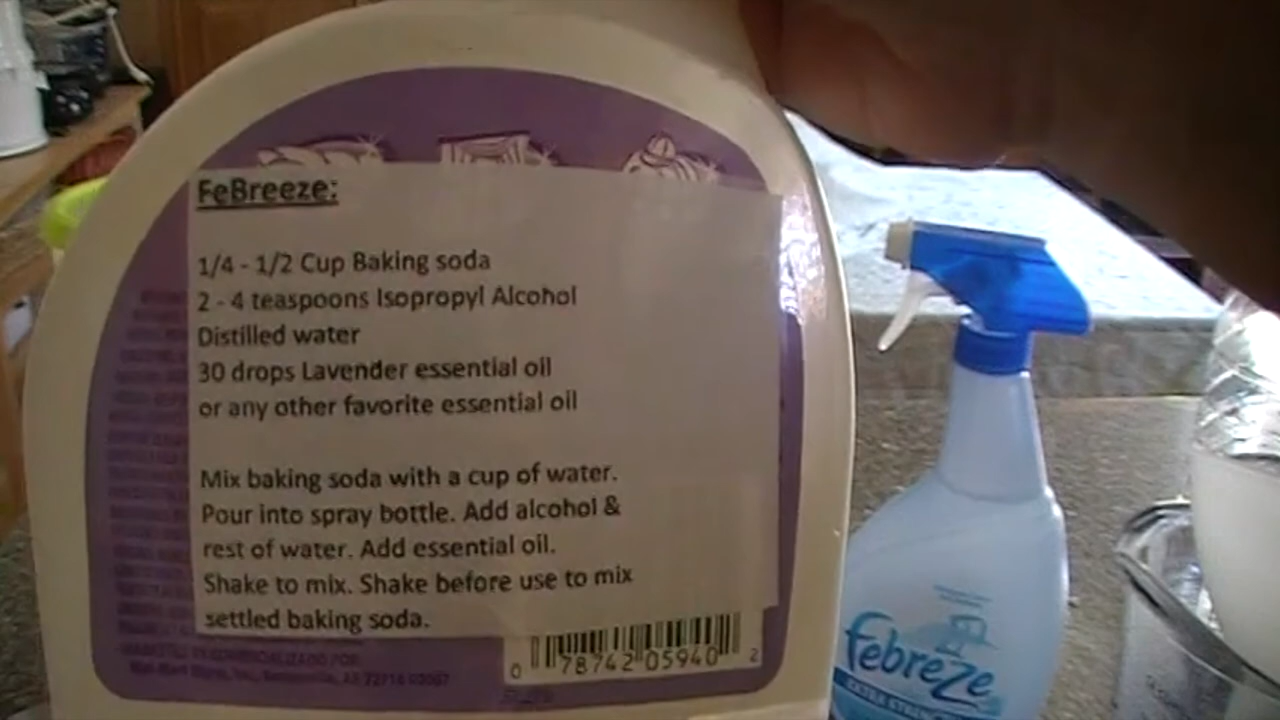 FeBreeze:
1/4 - 1/2 Cup Baking soda
2 - 4 teaspoons Isopropyl Alcohol
Distilled water
30 drops Lavender essential oil
or any other favorite essential oil
Mix baking soda with a cup of water.
Pour into spray bottle. Add alcohol &
rest of water. Add essential oil.
Shake to mix. Shake before use to mix
settled baking soda.
0 78742 05940 2
febreze